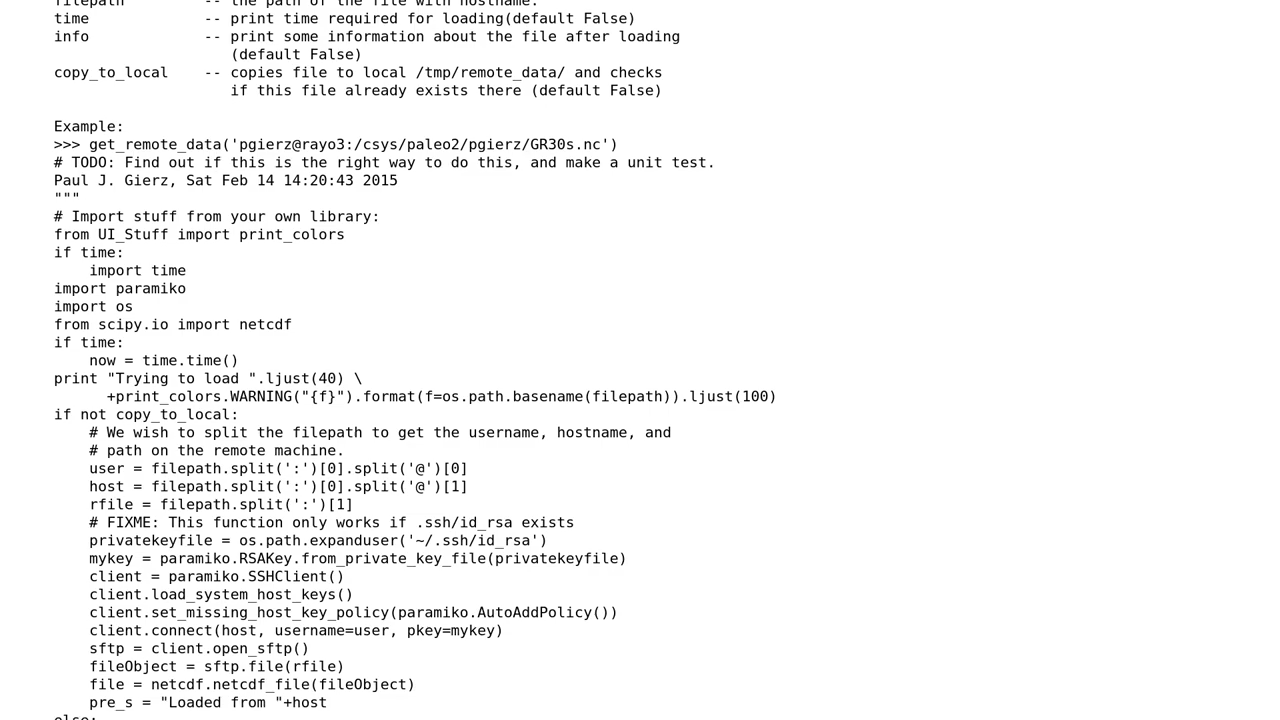 filepath         -- the path of the file with hostname.
time             -- print time required for loading(default False)
info             -- print some information about the file after loading
                    (default False)
copy_to_local    -- copies file to local /tmp/remote_data/ and checks
                    if this file already exists there (default False)

Example:
>>> get_remote_data('pgierz@rayo3:/csys/paleo2/pgierz/GR30s.nc')
# TODO: Find out if this is the right way to do this, and make a unit test.
Paul J. Gierz, Sat Feb 14 14:20:43 2015
"""
# Import stuff from your own library:
from UI_Stuff import print_colors
if time:
    import time
import paramiko
import os
from scipy.io import netcdf
if time:
    now = time.time()
print "Trying to load ".ljust(40) \
      +print_colors.WARNING("{f}").format(f=os.path.basename(filepath)).ljust(100)
if not copy_to_local:
    # We wish to split the filepath to get the username, hostname, and
    # path on the remote machine.
    user = filepath.split(':')[0].split('@')[0]
    host = filepath.split(':')[0].split('@')[1]
    rfile = filepath.split(':')[1]
    # FIXME: This function only works if .ssh/id_rsa exists
    privatekeyfile = os.path.expanduser('~/.ssh/id_rsa')
    mykey = paramiko.RSAKey.from_private_key_file(privatekeyfile)
    client = paramiko.SSHClient()
    client.load_system_host_keys()
    client.set_missing_host_key_policy(paramiko.AutoAddPolicy())
    client.connect(host, username=user, pkey=mykey)
    sftp = client.open_sftp()
    fileObject = sftp.file(rfile)
    file = netcdf.netcdf_file(fileObject)
    pre_s = "Loaded from "+host
else: